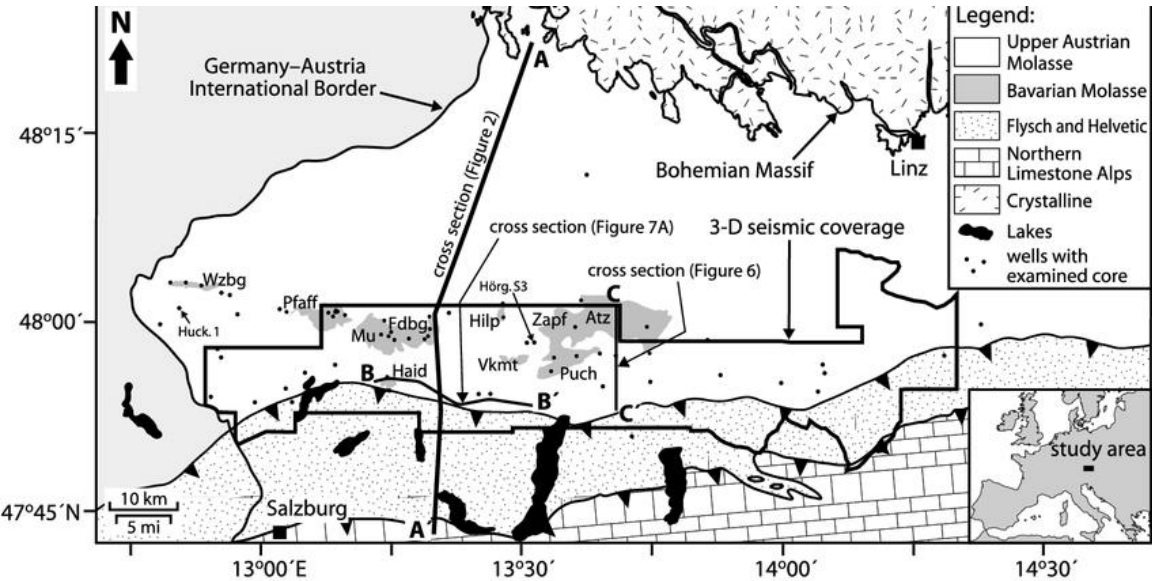 N
Germany–Austria
International Border
A
cross section (Figure 2)
Bohemian Massif
Linz
48°15'
Legend:
Upper Austrian
Molasse
Bavarian Molasse
Flysch and Helvetic
Northern
Limestone Alps
Crystalline
Lakes
wells with
examined core
cross section (Figure 7A)
3-D seismic coverage
cross section (Figure 6)
Wzbg
Huck. 1
Pfaff
Mu
Fdbg
Hilp
Hörg. S3
Zapf
Atz
C
48°00'
Vkmt
Puch
B
Haid
B´
C´
study area
10 km
5 mi
47°45'N
Salzburg
A´
13°00'E
13°30'
14°00'
14°30'